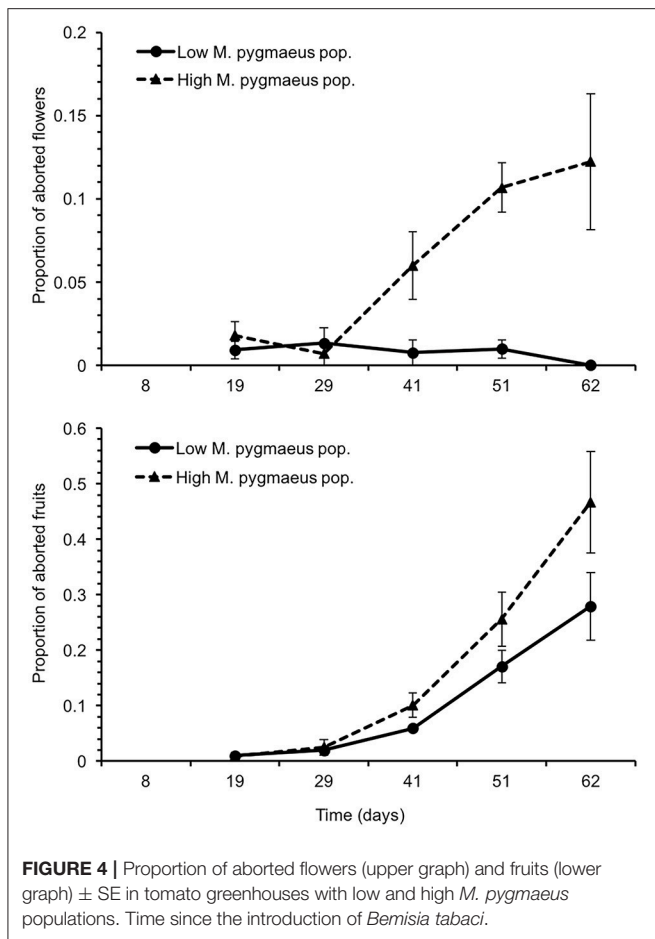 0.2
Low M. pygmaeus pop.
High M. pygmaeus pop.
0.15
0.1
0.05
0
Proportion of aborted flowers
8 19 29 41 51 62
0.6
Low M. pygmaeus pop.
High M. pygmaeus pop.
0.5
0.4
0.3
0.2
0.1
0
Proportion of aborted fruits
8 19 29 41 51 62
Time (days)
FIGURE 4 | Proportion of aborted flowers (upper graph) and fruits (lower
graph) ± SE in tomato greenhouses with low and high M. pygmaeus
populations. Time since the introduction of Bemisia tabaci.